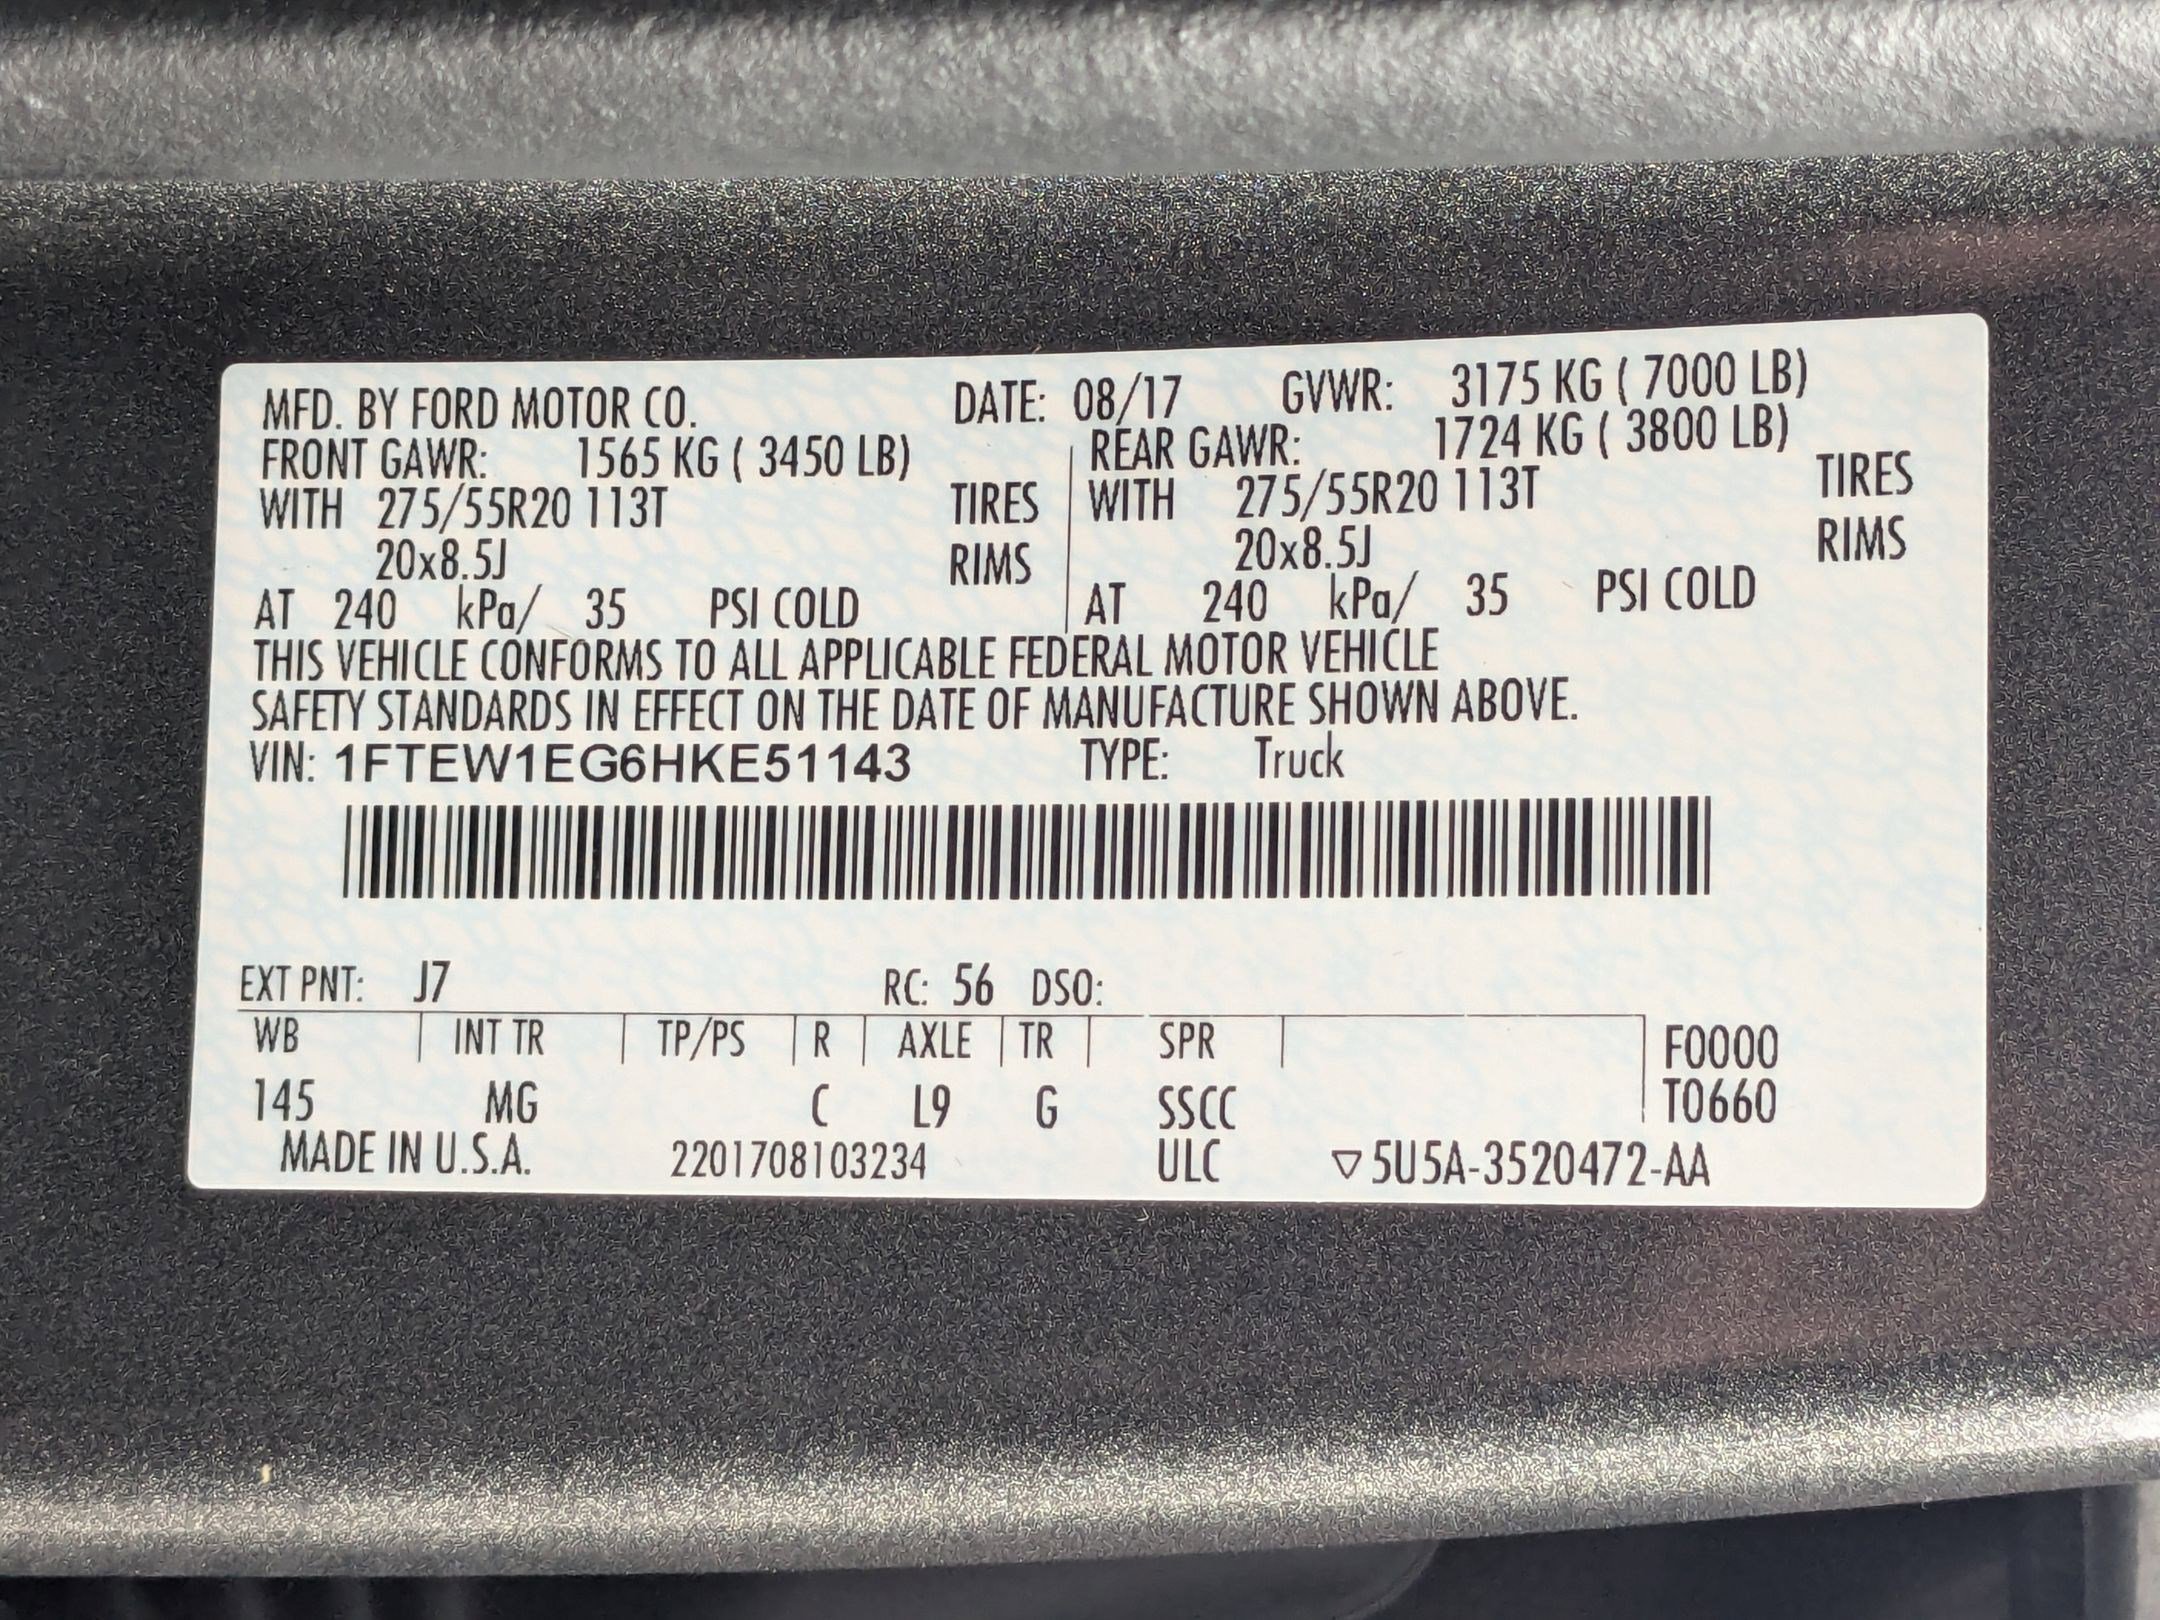 MFD. BY FORD MOTOR CO. DATE: 08/17 GVWR: 3175 KG ( 7000 LB)
FRONT GAWR: 1565 KG ( 3450 LB) REAR GAWR: 1724 KG ( 3800 LB)
WITH 275/55R20 113T TIRES WITH 275/55R20 113T TIRES
20x8.5J RIMS 20x8.5J RIMS
AT 240 kPa/ 35 PSI COLD AT 240 kPa/ 35 PSI COLD
THIS VEHICLE CONFORMS TO ALL APPLICABLE FEDERAL MOTOR VEHICLE
SAFETY STANDARDS IN EFFECT ON THE DATE OF MANUFACTURE SHOWN ABOVE.
VIN: 1FTEW1EG6HKE51143 TYPE: Truck
EXT PNT: J7 RC: 56 DSO:
WB INT TR TP/PS R AXLE TR SPR F0000
145 MG C L9 G SSCC T0660
MADE IN U.S.A. 2201708103234 ULC ▽5U5A-3520472-AA